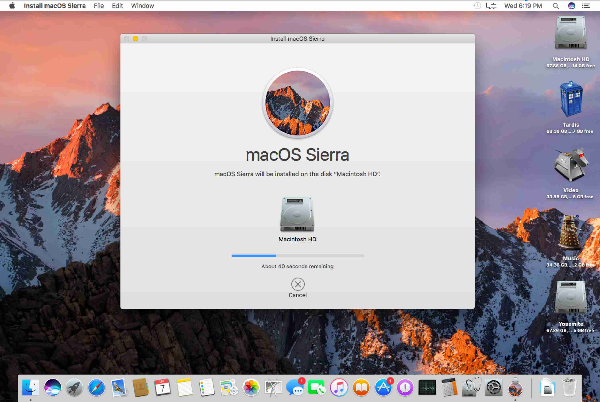 Install macOS Sierra File Edit Window Wed 6:19 PM
Install macOS Sierra
macOS Sierra
macOS Sierra will be installed on the disk "Macintosh HD".
Macintosh HD
About 40 seconds remaining
Cancel
Macintosh HD
Tardis
Video
Music
Yosemite
7